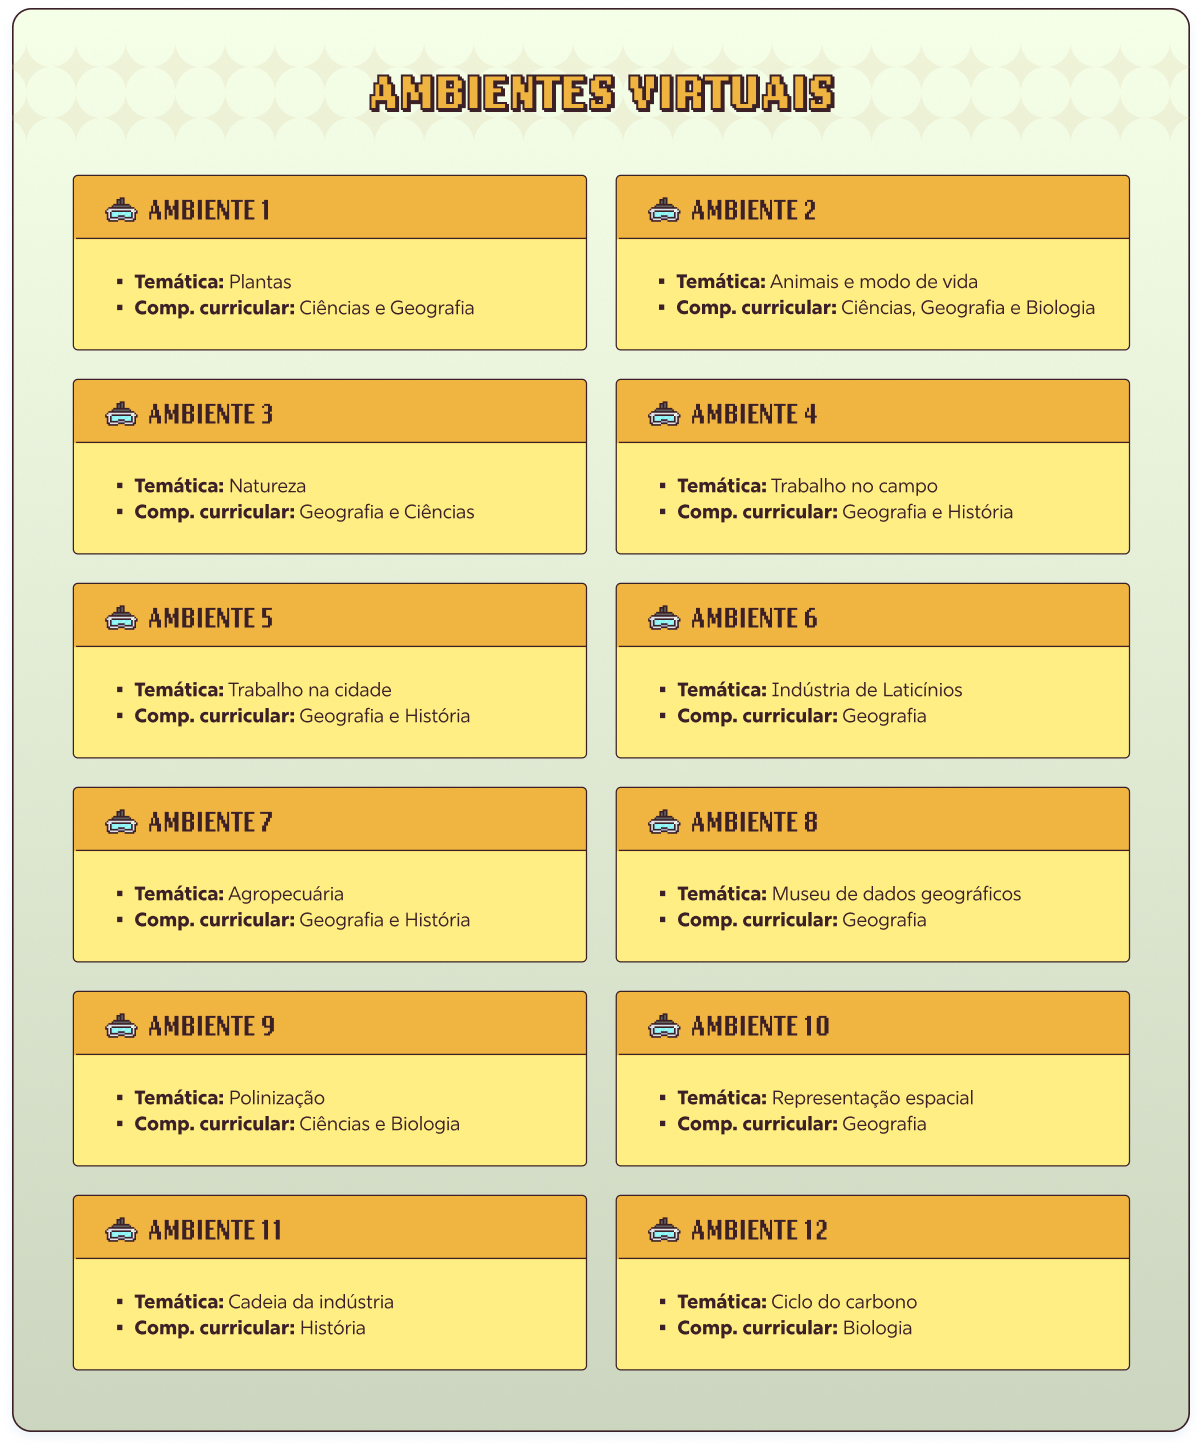 AMBIENTES VIRTUAIS
AMBIENTE 1
▪ Temática: Plantas
▪ Comp. curricular: Ciências e Geografia
AMBIENTE 2
▪ Temática: Animais e modo de vida
▪ Comp. curricular: Ciências, Geografia e Biologia
AMBIENTE 3
▪ Temática: Natureza
▪ Comp. curricular: Geografia e Ciências
AMBIENTE 4
▪ Temática: Trabalho no campo
▪ Comp. curricular: Geografia e História
AMBIENTE 5
▪ Temática: Trabalho na cidade
▪ Comp. curricular: Geografia e História
AMBIENTE 6
▪ Temática: Indústria de Laticínios
▪ Comp. curricular: Geografia
AMBIENTE 7
▪ Temática: Agropecuária
▪ Comp. curricular: Geografia e História
AMBIENTE 8
▪ Temática: Museu de dados geográficos
▪ Comp. curricular: Geografia
AMBIENTE 9
▪ Temática: Polinização
▪ Comp. curricular: Ciências e Biologia
AMBIENTE 10
▪ Temática: Representação espacial
▪ Comp. curricular: Geografia
AMBIENTE 11
▪ Temática: Cadeia da indústria
▪ Comp. curricular: História
AMBIENTE 12
▪ Temática: Ciclo do carbono
▪ Comp. curricular: Biologia